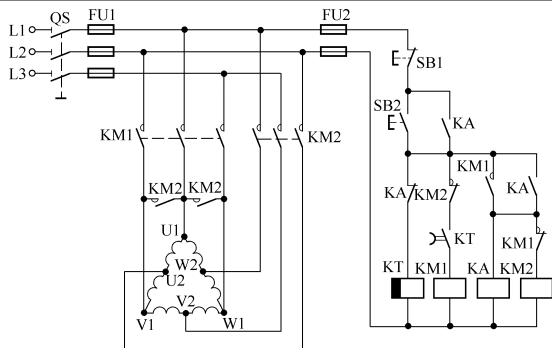 QS FU1 FU2
L1
L2
L3
SB1
SB2 KA
KM1 KM2
KM1
KM2 KM2 KA KM2 KA
U1 KT KM1
W2
U2 KT KM1 KA KM2
V2
V1 W1